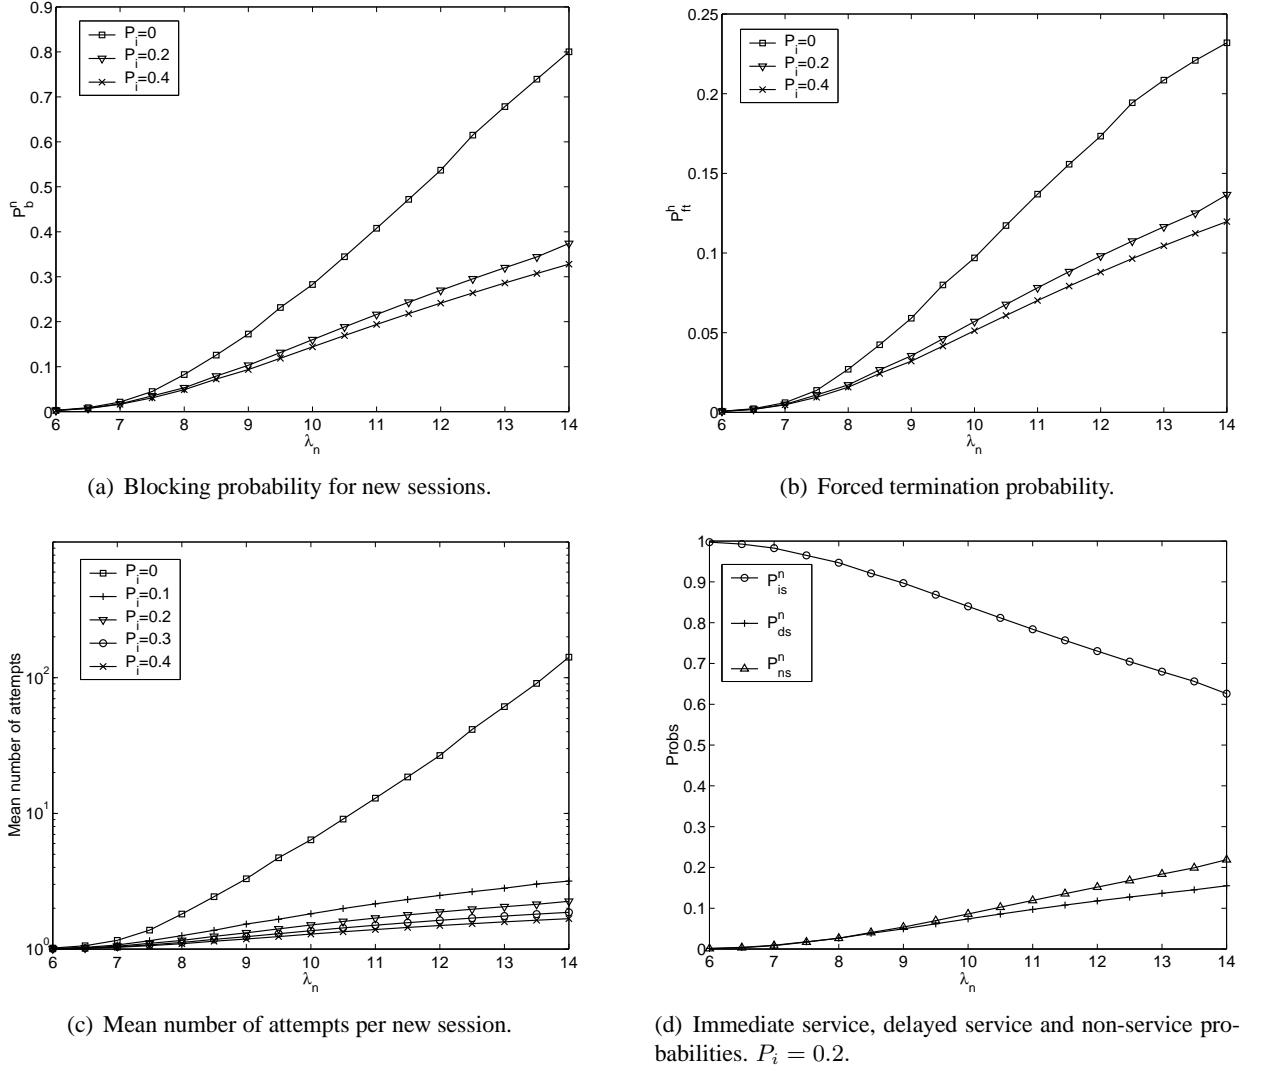 0.9
0.8
0.7
0.6
0.5
0.4
0.3
0.2
0.1
0
P_b^n
P_i=0
P_i=0.2
P_i=0.4
6 7 8 9 10 11 12 13 14
λ_n
(a) Blocking probability for new sessions.
0.25
0.2
0.15
0.1
0.05
0
P_ft^h
P_i=0
P_i=0.2
P_i=0.4
6 7 8 9 10 11 12 13 14
λ_n
(b) Forced termination probability.
10^2
10^1
10^0
Mean number of attempts
P_i=0
P_i=0.1
P_i=0.2
P_i=0.3
P_i=0.4
6 7 8 9 10 11 12 13 14
λ_n
(c) Mean number of attempts per new session.
1
0.9
0.8
0.7
0.6
0.5
0.4
0.3
0.2
0.1
0
Probs
P_is^n
P_ds^n
P_ns^n
6 7 8 9 10 11 12 13 14
λ_n
(d) Immediate service, delayed service and non-service pro-
babilities. P_i = 0.2.